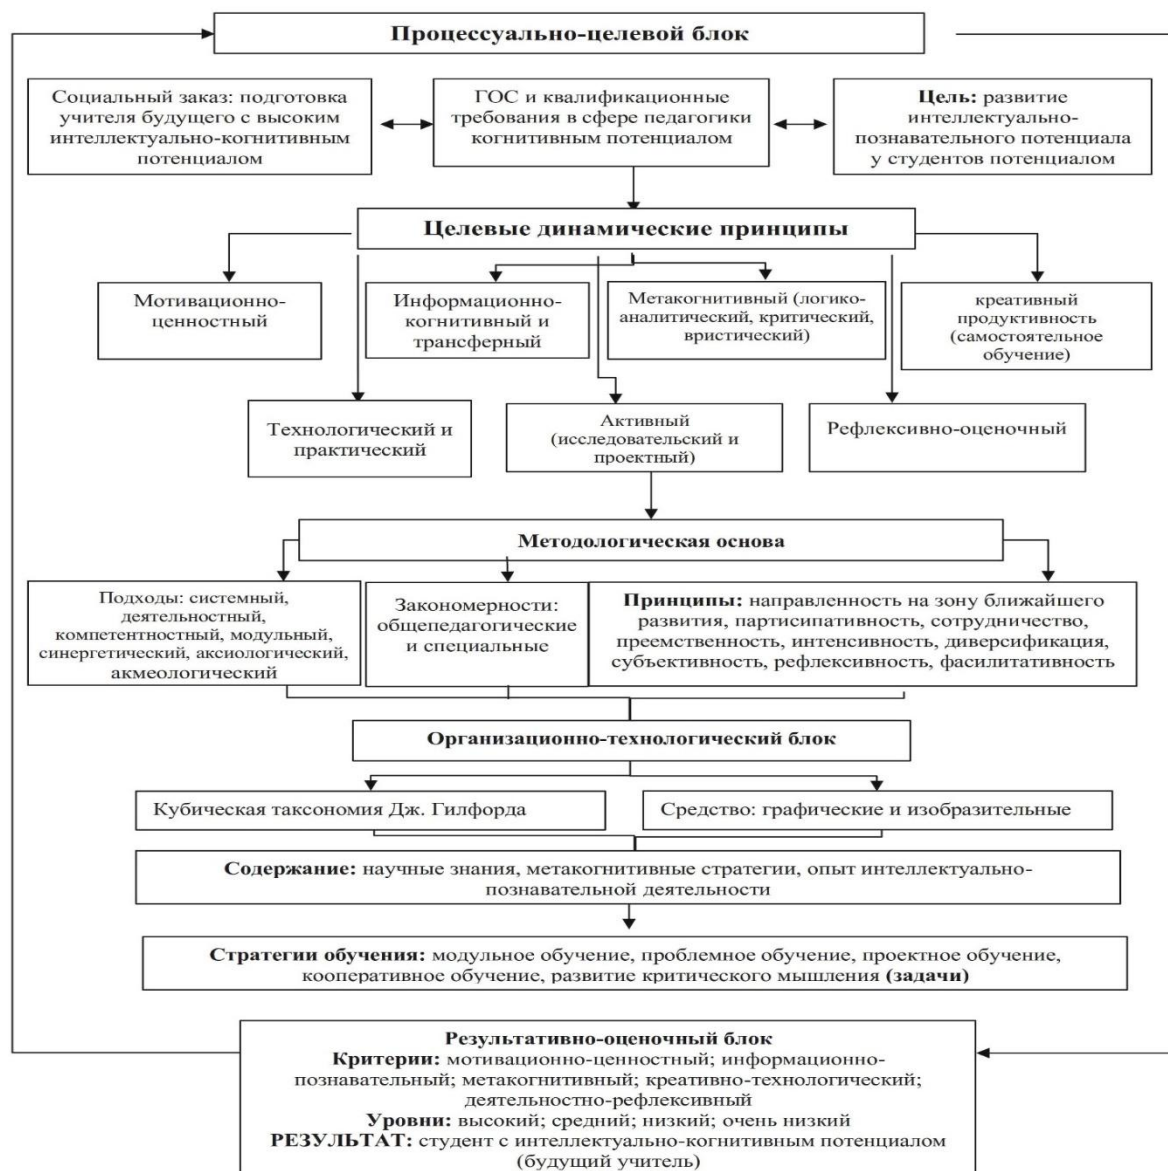 Процессуально-целевой блок
Социальный заказ: подготовка
учителя будущего с высоким
интеллектуально-когнитивным
потенциалом
ГОС и квалификационные
требования в сфере педагогики
когнитивным потенциалом
Цель: развитие
интеллектуально-
познавательного потенциала
у студентов потенциалом
Целевые динамические принципы
Мотивационно-
ценностный
Информационно-
когнитивный и
трансферный
Метакогнитивный (логико-
аналитический, критический,
вристический)
креативный
продуктивность
(самостоятельное
обучение)
Технологический и
практический
Активный
(исследовательский и
проектный)
Рефлексивно-оценочный
Методологическая основа
Подходы: системный,
деятельностный,
компетентностный, модульный,
синергетический, аксиологический,
акмеологический
Закономерности:
общепедагогические
и специальные
Принципы: направленность на зону ближайшего
развития, партисипативность, сотрудничество,
преемственность, интенсивность, диверсификация,
субъективность, рефлексивность, фасилитативность
Организационно-технологический блок
Кубическая таксономия Дж. Гилфорда
Средство: графические и изобразительные
Содержание: научные знания, метакогнитивные стратегии, опыт интеллектуально-
познавательной деятельности
Стратегии обучения: модульное обучение, проблемное обучение, проектное обучение,
кооперативное обучение, развитие критического мышления (задачи)
Результативно-оценочный блок
Критерии: мотивационно-ценностный; информационно-
познавательный; метакогнитивный; креативно-технологический;
деятельностно-рефлексивный
Уровни: высокий; средний; низкий; очень низкий
РЕЗУЛЬТАТ: студент с интеллектуально-когнитивным потенциалом
(будущий учитель)